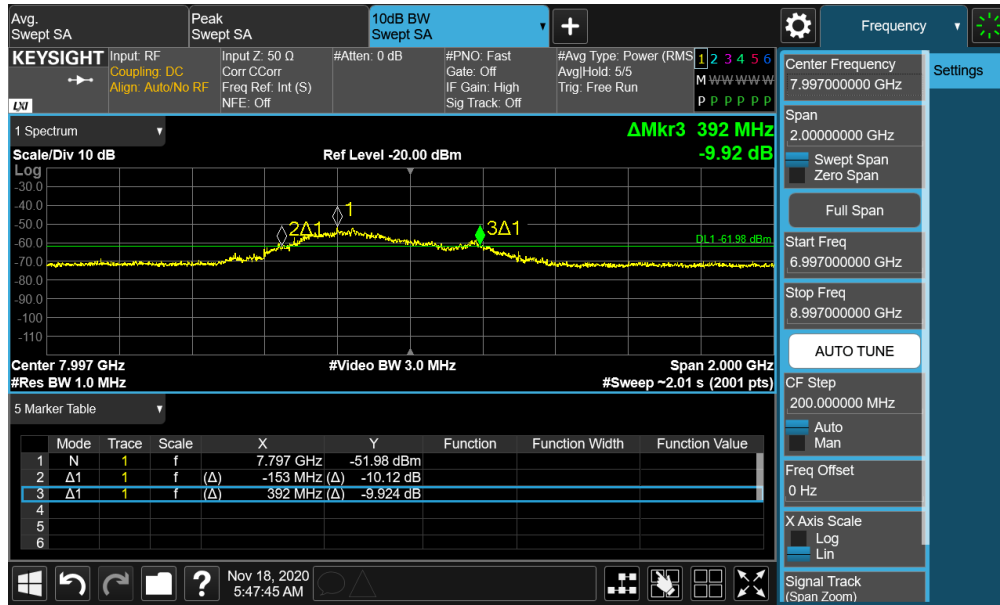 Avg.
Swept SA
Peak
Swept SA
10dB BW
Swept SA
Frequency
KEYSIGHT
LXI
Input: RF
Coupling: DC
Align: Auto/No RF
Input Z: 50 Ω
Corr CCorr
Freq Ref: Int (S)
NFE: Off
#Atten: 0 dB
#PNO: Fast
Gate: Off
IF Gain: High
Sig Track: Off
#Avg Type: Power (RMS
Avg|Hold: 5/5
Trig: Free Run
1 2 3 4 5 6
M W W W W W
P P P P P P
1 Spectrum
ΔMkr3 392 MHz
-9.92 dB
Scale/Div 10 dB
Ref Level -20.00 dBm
Log
-30.0
-40.0
-50.0
-60.0
-70.0
-80.0
-90.0
-100
-110
1
2Δ1
3Δ1
DL1 -61.98 dBm
Center 7.997 GHz
#Video BW 3.0 MHz
Span 2.000 GHz
#Res BW 1.0 MHz
#Sweep ~2.01 s (2001 pts)
5 Marker Table
Mode Trace Scale X Y Function Function Width Function Value
1 N 1 f 7.797 GHz -51.98 dBm
2 Δ1 1 f (Δ) -153 MHz (Δ) -10.12 dB
3 Δ1 1 f (Δ) 392 MHz (Δ) -9.924 dB
4
5
6
Nov 18, 2020
5:47:45 AM
Center Frequency
7.997000000 GHz
Settings
Span
2.00000000 GHz
Swept Span
Zero Span
Full Span
Start Freq
6.997000000 GHz
Stop Freq
8.997000000 GHz
AUTO TUNE
CF Step
200.000000 MHz
Auto
Man
Freq Offset
0 Hz
X Axis Scale
Log
Lin
Signal Track
(Span Zoom)